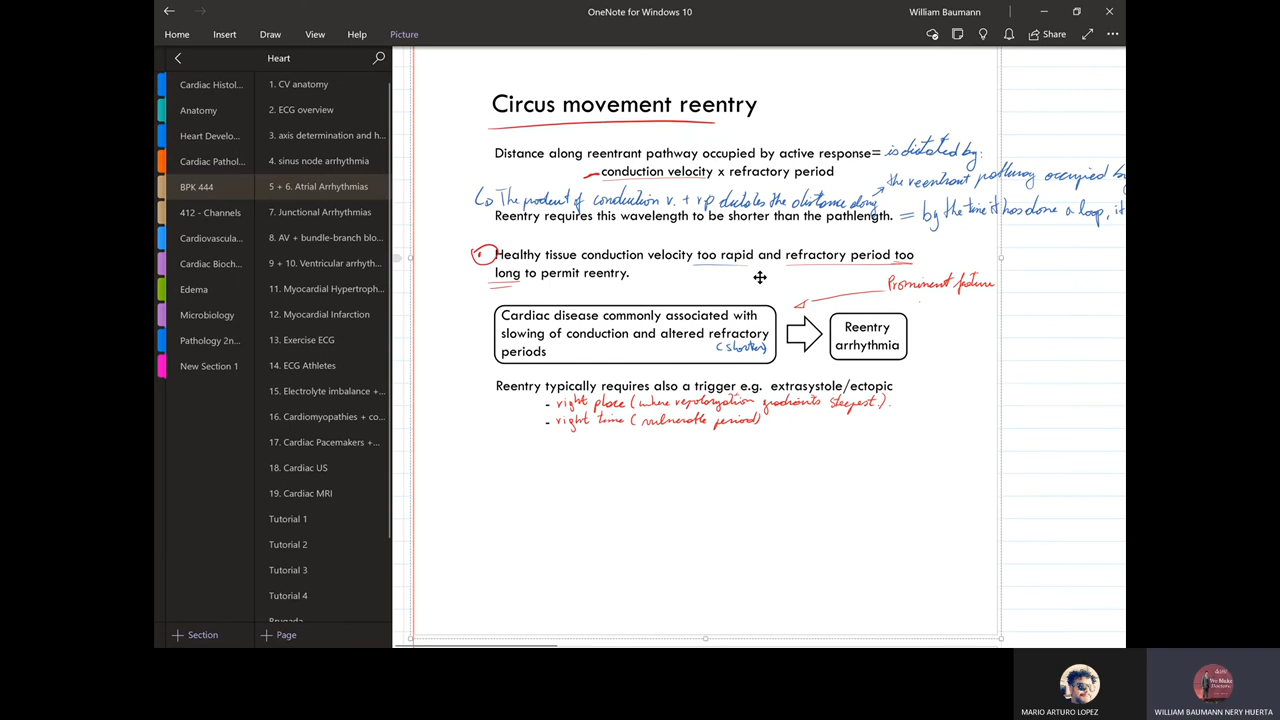 OneNote for Windows 10
William Baumann
Home Insert Draw View Help Picture
Share
Heart
Cardiac Histol...
Anatomy
Heart Develo...
Cardiac Pathol...
BPK 444
412 - Channels
Cardiovascula...
Cardiac Bioch...
Edema
Microbiology
Pathology 2n...
New Section 1
1. CV anatomy
2. ECG overview
3. axis determination and h...
4. sinus node arrhythmia
5 + 6. Atrial Arrhythmias
7. Junctional Arrhythmias
8. AV + bundle-branch blo...
9 + 10. Ventricular arryth...
11. Myocardial Hypertroph...
12. Myocardial Infarction
13. Exercise ECG
14. ECG Athletes
15. Electrolyte imbalance +...
16. Cardiomyopathies + co...
17. Cardiac Pacemakers +...
18. Cardiac US
19. Cardiac MRI
Tutorial 1
Tutorial 2
Tutorial 3
Tutorial 4
Brugada
+ Section
+ Page
Circus movement reentry
Distance along reentrant pathway occupied by active response = is dictated by:
conduction velocity x refractory period
the reentrant pathway occupied by
The product of conduction v. + rp dictates the distance along
Reentry requires this wavelength to be shorter than the pathlength.
= by the time it has done a loop, it
Healthy tissue conduction velocity too rapid and refractory period too
long to permit reentry.
Prominent feature
Cardiac disease commonly associated with
slowing of conduction and altered refractory
periods
(shorter)
Reentry
arrhythmia
Reentry typically requires also a trigger e.g. extrasystole/ectopic
- right place (where repolarization gradients steepest).
- right time (vulnerable period)
MARIO ARTURO LOPEZ
WILLIAM BAUMANN NERY HUERTA